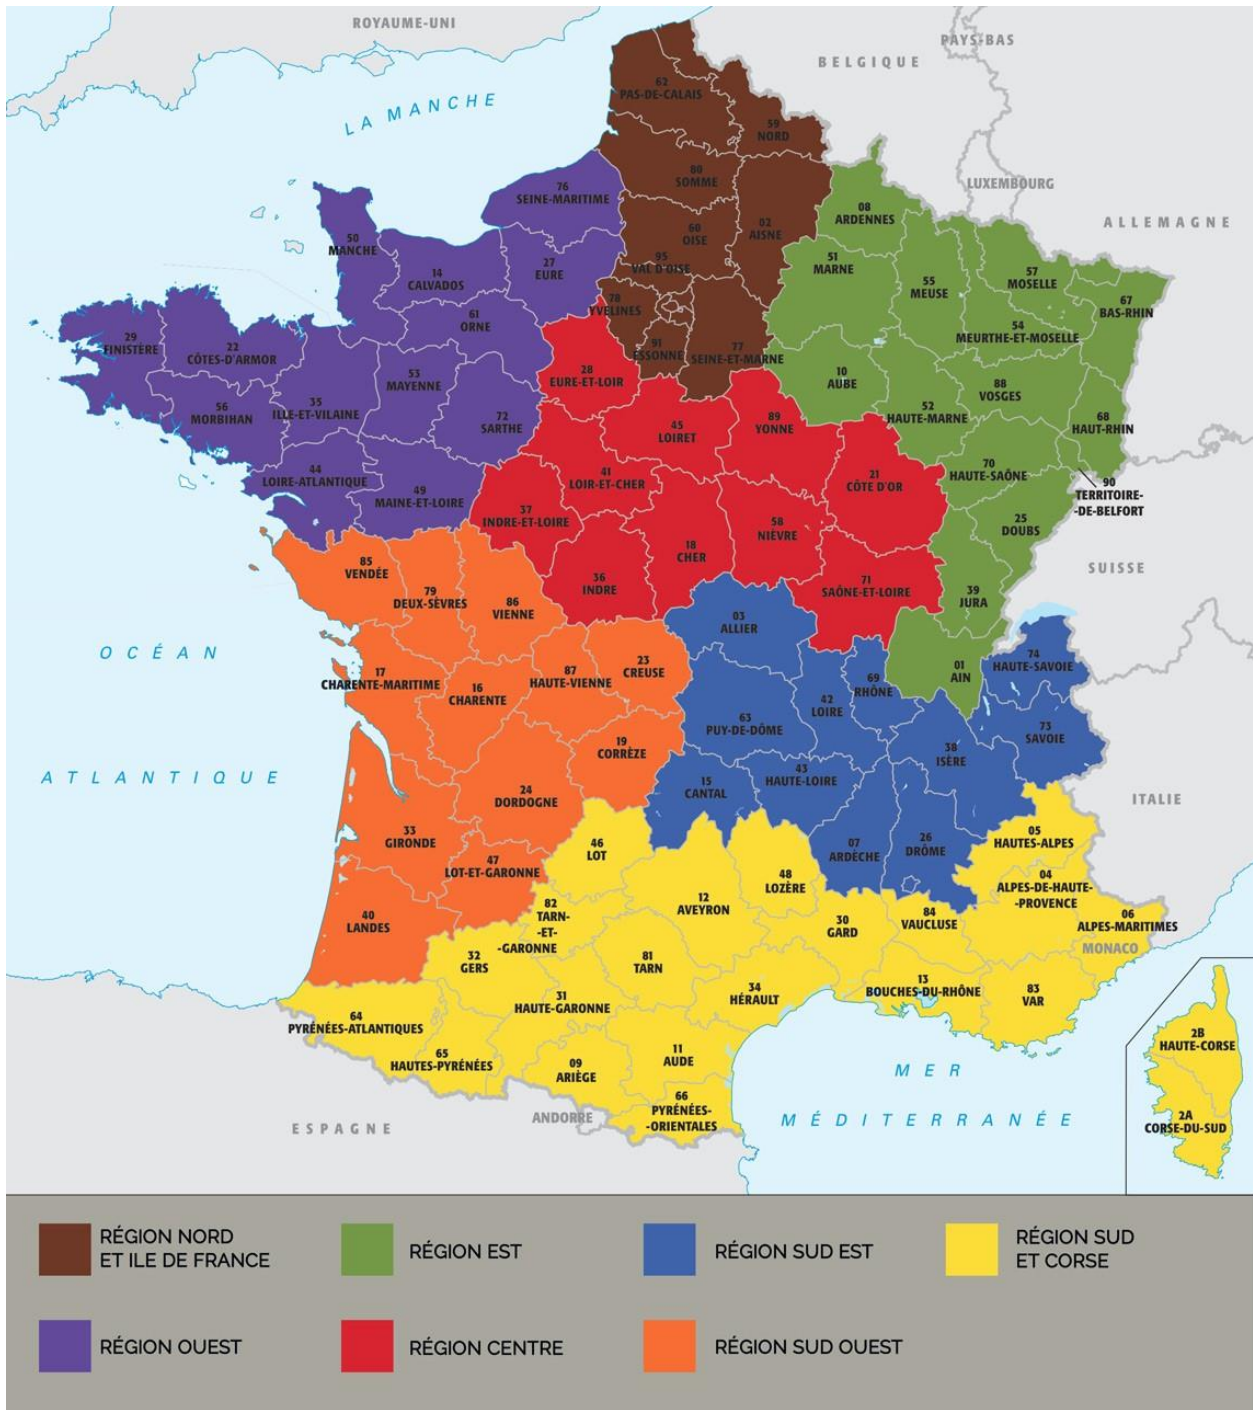 ROYAUME-UNI
PAYS-BAS
BELGIQUE
LA MANCHE
62
PAS-DE-CALAIS
59
NORD
80
SOMME
76
SEINE-MARITIME
LUXEMBOURG
ALLEMAGNE
08
ARDENNES
02
AISNE
60
OISE
50
MANCHE
95
VAL D'OISE
27
EURE
14
CALVADOS
51
MARNE
55
MEUSE
57
MOSELLE
67
BAS-RHIN
78
YVELINES
61
ORNE
54
MEURTHE-ET-MOSELLE
29
FINISTÈRE
22
CÔTES-D'ARMOR
91
ESSONNE
77
SEINE-ET-MARNE
28
EURE-ET-LOIR
10
AUBE
53
MAYENNE
88
VOSGES
56
MORBIHAN
35
ILLE-ET-VILAINE
72
SARTHE
45
LOIRET
89
YONNE
52
HAUTE-MARNE
68
HAUT-RHIN
44
LOIRE-ATLANTIQUE
49
MAINE-ET-LOIRE
41
LOIR-ET-CHER
21
CÔTE D'OR
70
HAUTE-SAÔNE
90
TERRITOIRE-
-DE-BELFORT
37
INDRE-ET-LOIRE
58
NIÈVRE
25
DOUBS
18
CHER
SUISSE
85
VENDÉE
79
DEUX-SÈVRES
86
VIENNE
36
INDRE
71
SAÔNE-ET-LOIRE
39
JURA
03
ALLIER
OCÉAN
17
CHARENTE-MARITIME
16
CHARENTE
87
HAUTE-VIENNE
23
CREUSE
69
RHÔNE
01
AIN
74
HAUTE-SAVOIE
42
LOIRE
63
PUY-DE-DÔME
73
SAVOIE
19
CORRÈZE
38
ISÈRE
ATLANTIQUE
24
DORDOGNE
15
CANTAL
43
HAUTE-LOIRE
ITALIE
33
GIRONDE
46
LOT
07
ARDÈCHE
26
DRÔME
05
HAUTES-ALPES
47
LOT-ET-GARONNE
48
LOZÈRE
04
ALPES-DE-HAUTE-
-PROVENCE
40
LANDES
82
TARN-
-ET-
-GARONNE
12
AVEYRON
30
GARD
84
VAUCLUSE
06
ALPES-MARITIMES
MONACO
32
GERS
81
TARN
34
HÉRAULT
13
BOUCHES-DU-RHÔNE
83
VAR
31
HAUTE-GARONNE
64
PYRÉNÉES-ATLANTIQUES
65
HAUTES-PYRÉNÉES
09
ARIÈGE
11
AUDE
2B
HAUTE-CORSE
MER
66
PYRÉNÉES-
-ORIENTALES
ANDORRE
ESPAGNE
MÉDITERRANÉE
2A
CORSE-DU-SUD
RÉGION NORD
ET ILE DE FRANCE
RÉGION EST
RÉGION SUD EST
RÉGION SUD
ET CORSE
RÉGION OUEST
RÉGION CENTRE
RÉGION SUD OUEST